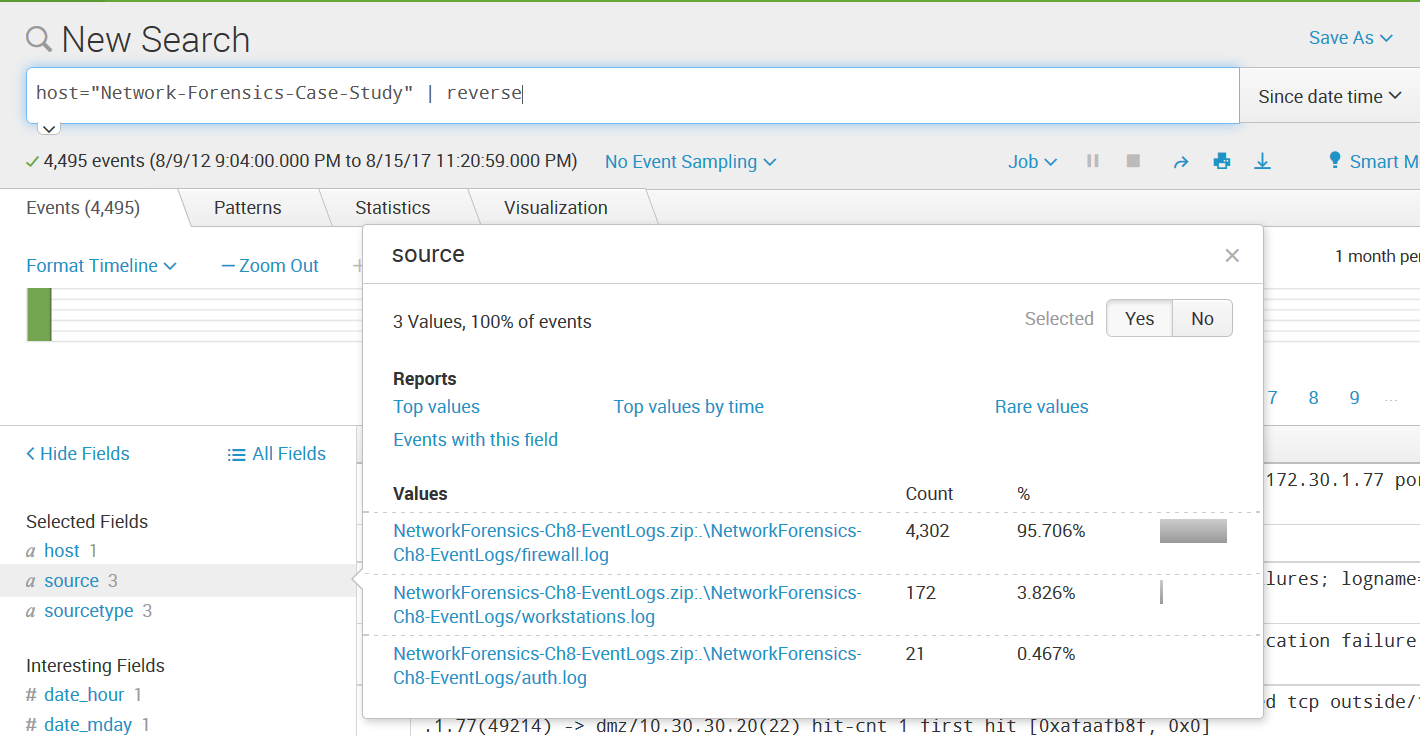 New Search
Save As
host="Network-Forensics-Case-Study" | reverse
Since date time
4,495 events (8/9/12 9:04:00.000 PM to 8/15/17 11:20:59.000 PM)
No Event Sampling
Job
Smart M
Events (4,495)
Patterns
Statistics
Visualization
Format Timeline
— Zoom Out
+
1 month per
source
3 Values, 100% of events
Selected
Yes
No
Reports
Top values
Top values by time
Rare values
Events with this field
7 8 9 ...
Values
Count
%
NetworkForensics-Ch8-EventLogs.zip:.\NetworkForensics-
Ch8-EventLogs/firewall.log
4,302
95.706%
NetworkForensics-Ch8-EventLogs.zip:.\NetworkForensics-
Ch8-EventLogs/workstations.log
172
3.826%
NetworkForensics-Ch8-EventLogs.zip:.\NetworkForensics-
Ch8-EventLogs/auth.log
21
0.467%
< Hide Fields
All Fields
Selected Fields
a host 1
a source 3
a sourcetype 3
Interesting Fields
# date_hour 1
# date_mday 1
172.30.1.77 por
lures; logname=
cation failure
d tcp outside/1
.1.77(49214) -> dmz/10.30.30.20(22) hit-cnt 1 first hit [0xafaafb8f, 0x0]